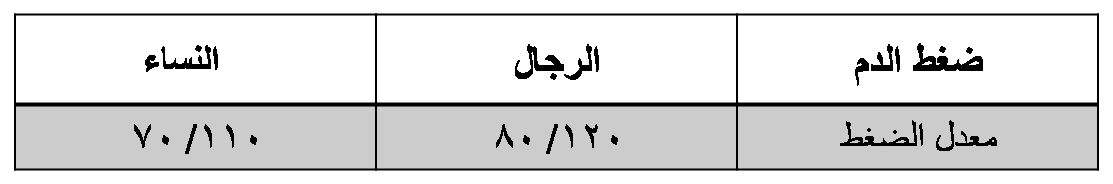 ضغط الدم الرجال النساء
معدل الضغط ١٢٠/ ٨٠ ١١٠/ ٧٠